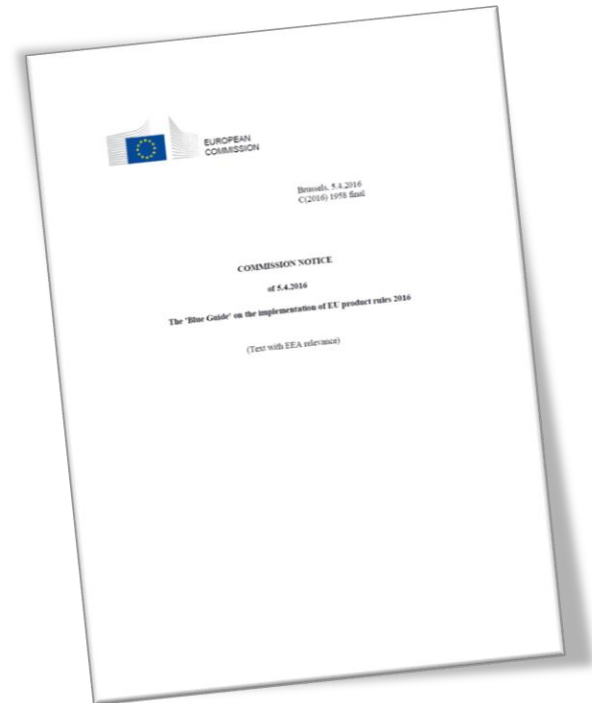 EUROPEAN
COMMISSION
Brussels, 5.4.2016
C(2016) 1958 final
COMMISSION NOTICE
of 5.4.2016
The 'Blue Guide' on the implementation of EU product rules 2016
(Text with EEA relevance)